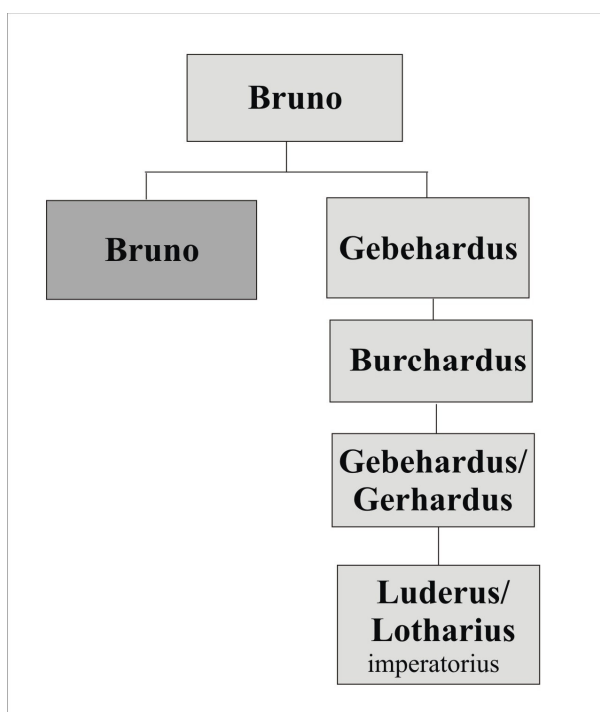 Bruno
Bruno
Gebehardus
Burchardus
Gebehardus/
Gerhardus
Luderus/
Lotharius
imperatorius